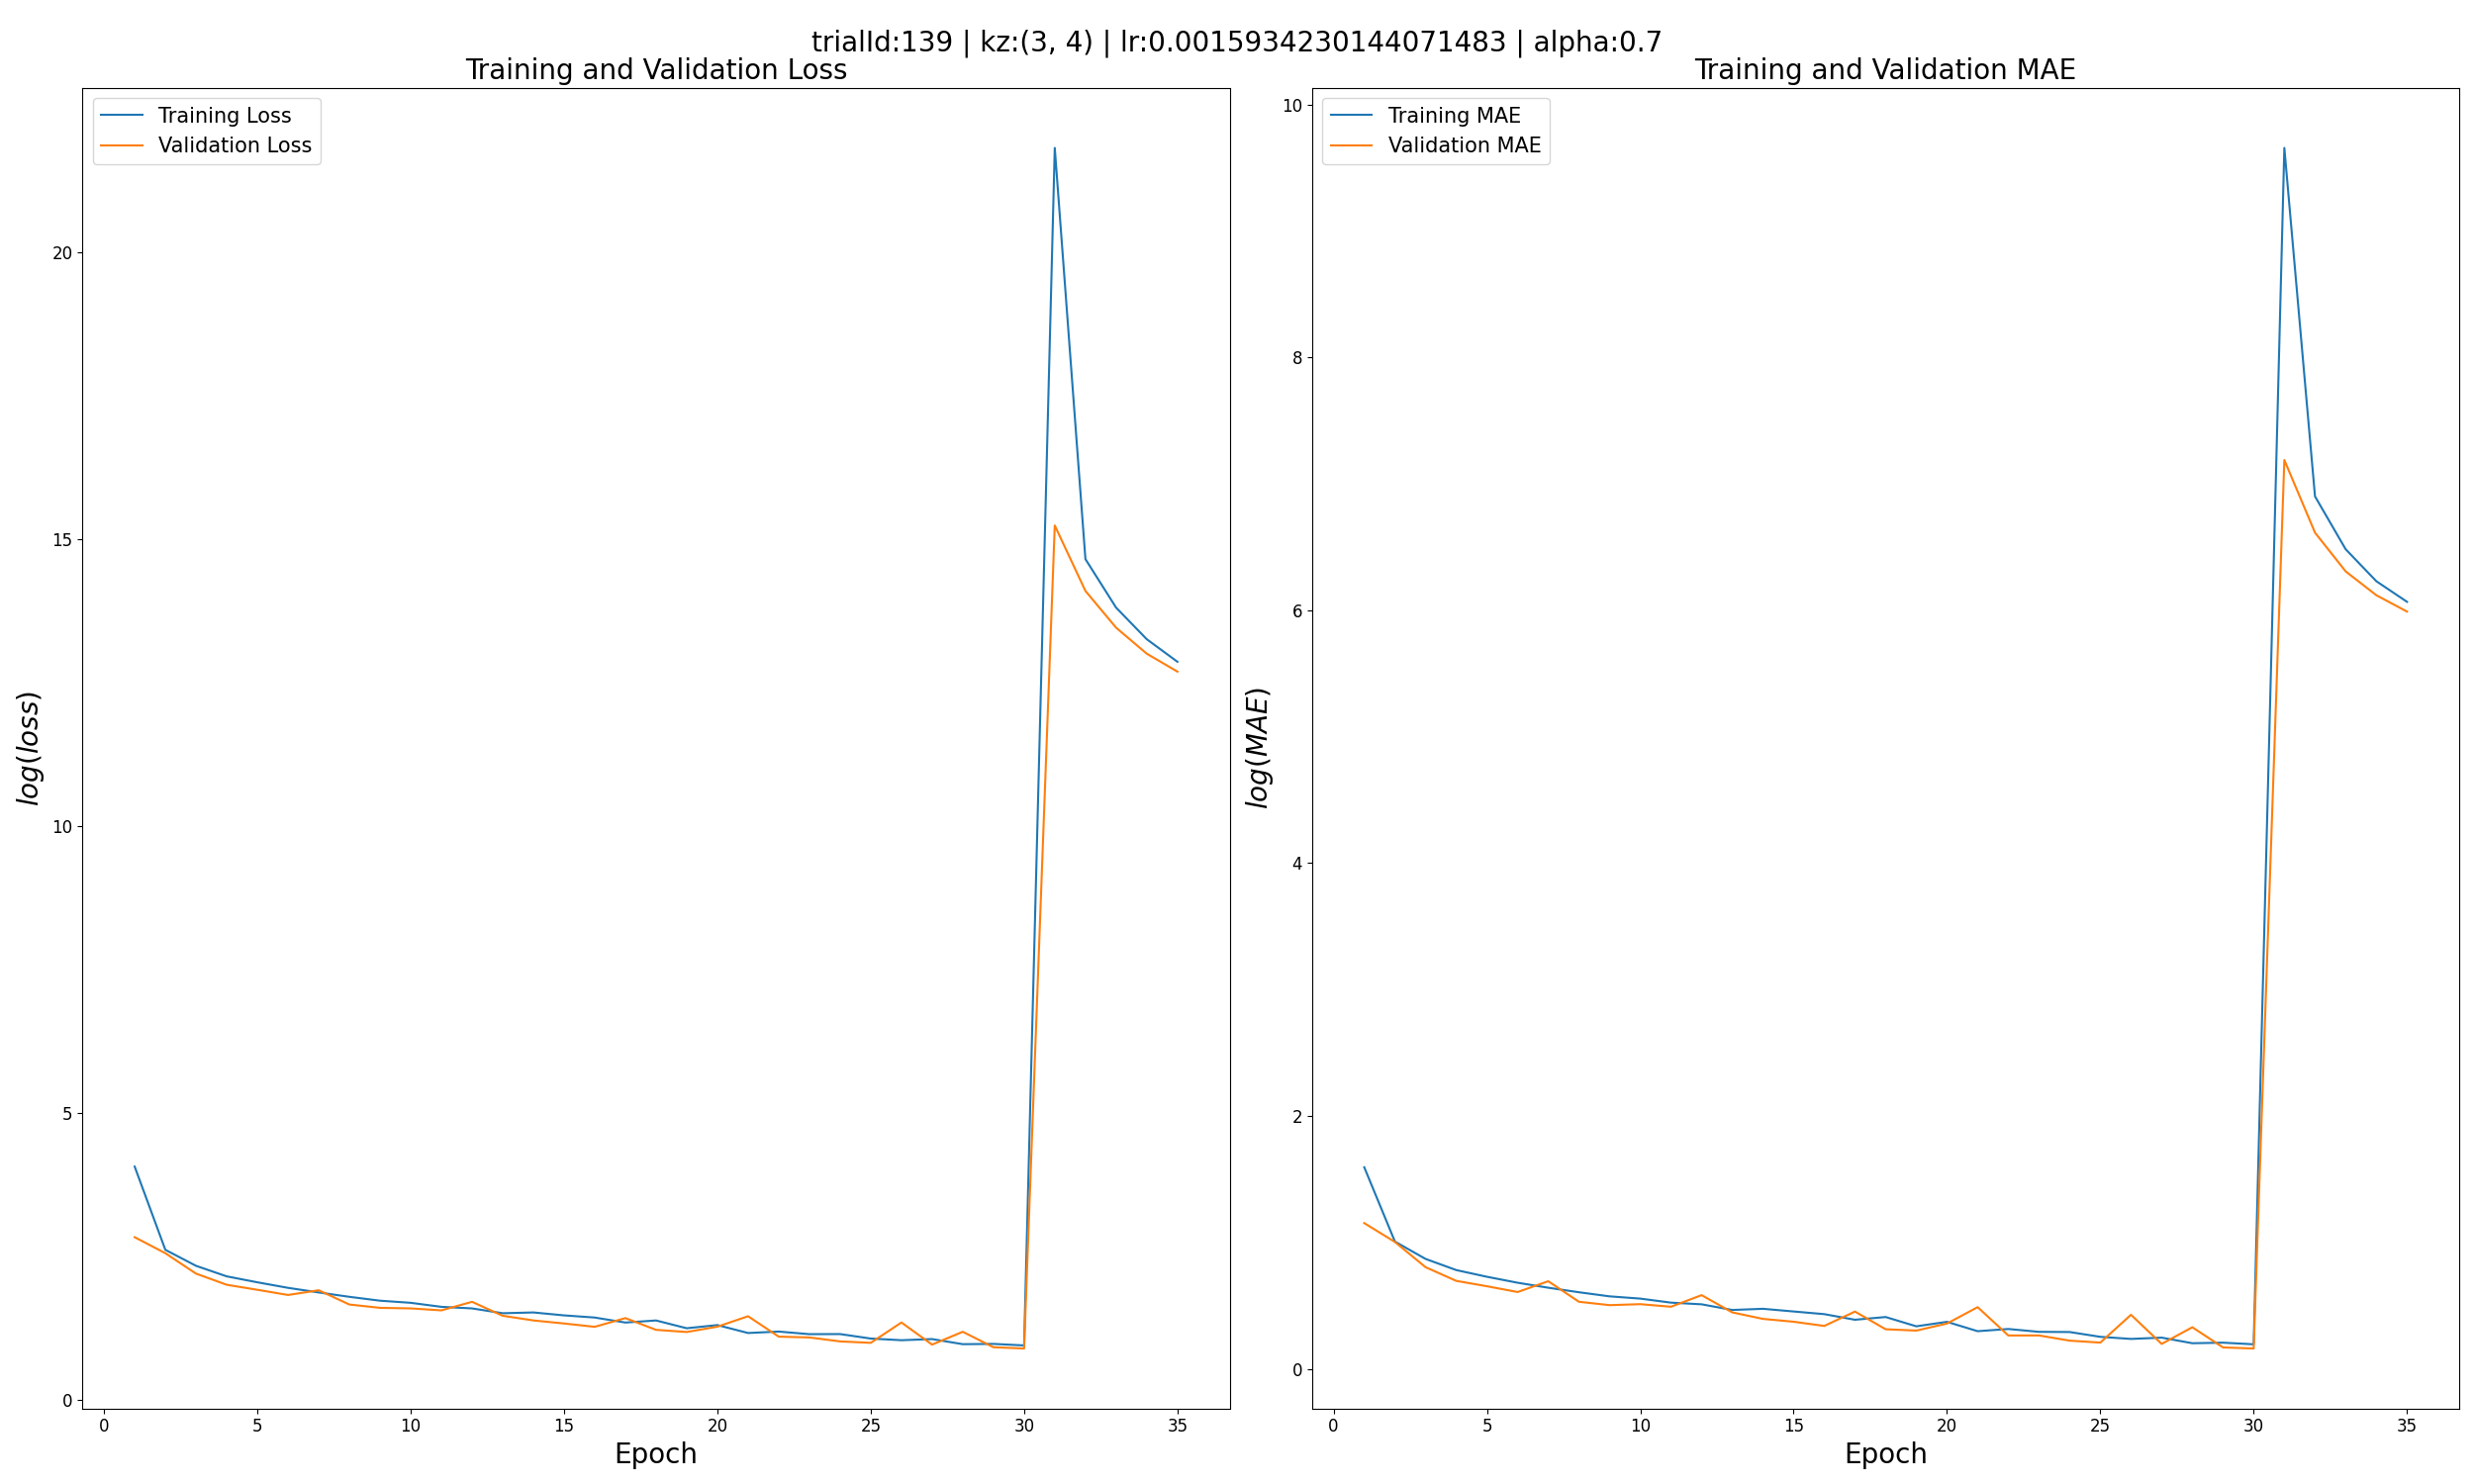 trialId:139 | kz:(3, 4) | lr:0.0015934230144071483 | alpha:0.7
Training and Validation Loss
Training Loss
Validation Loss
20
15
10
5
0
log(loss)
0 5 10 15 20 25 30 35
Epoch
Training and Validation MAE
Training MAE
Validation MAE
10
8
6
4
2
0
log(MAE)
0 5 10 15 20 25 30 35
Epoch